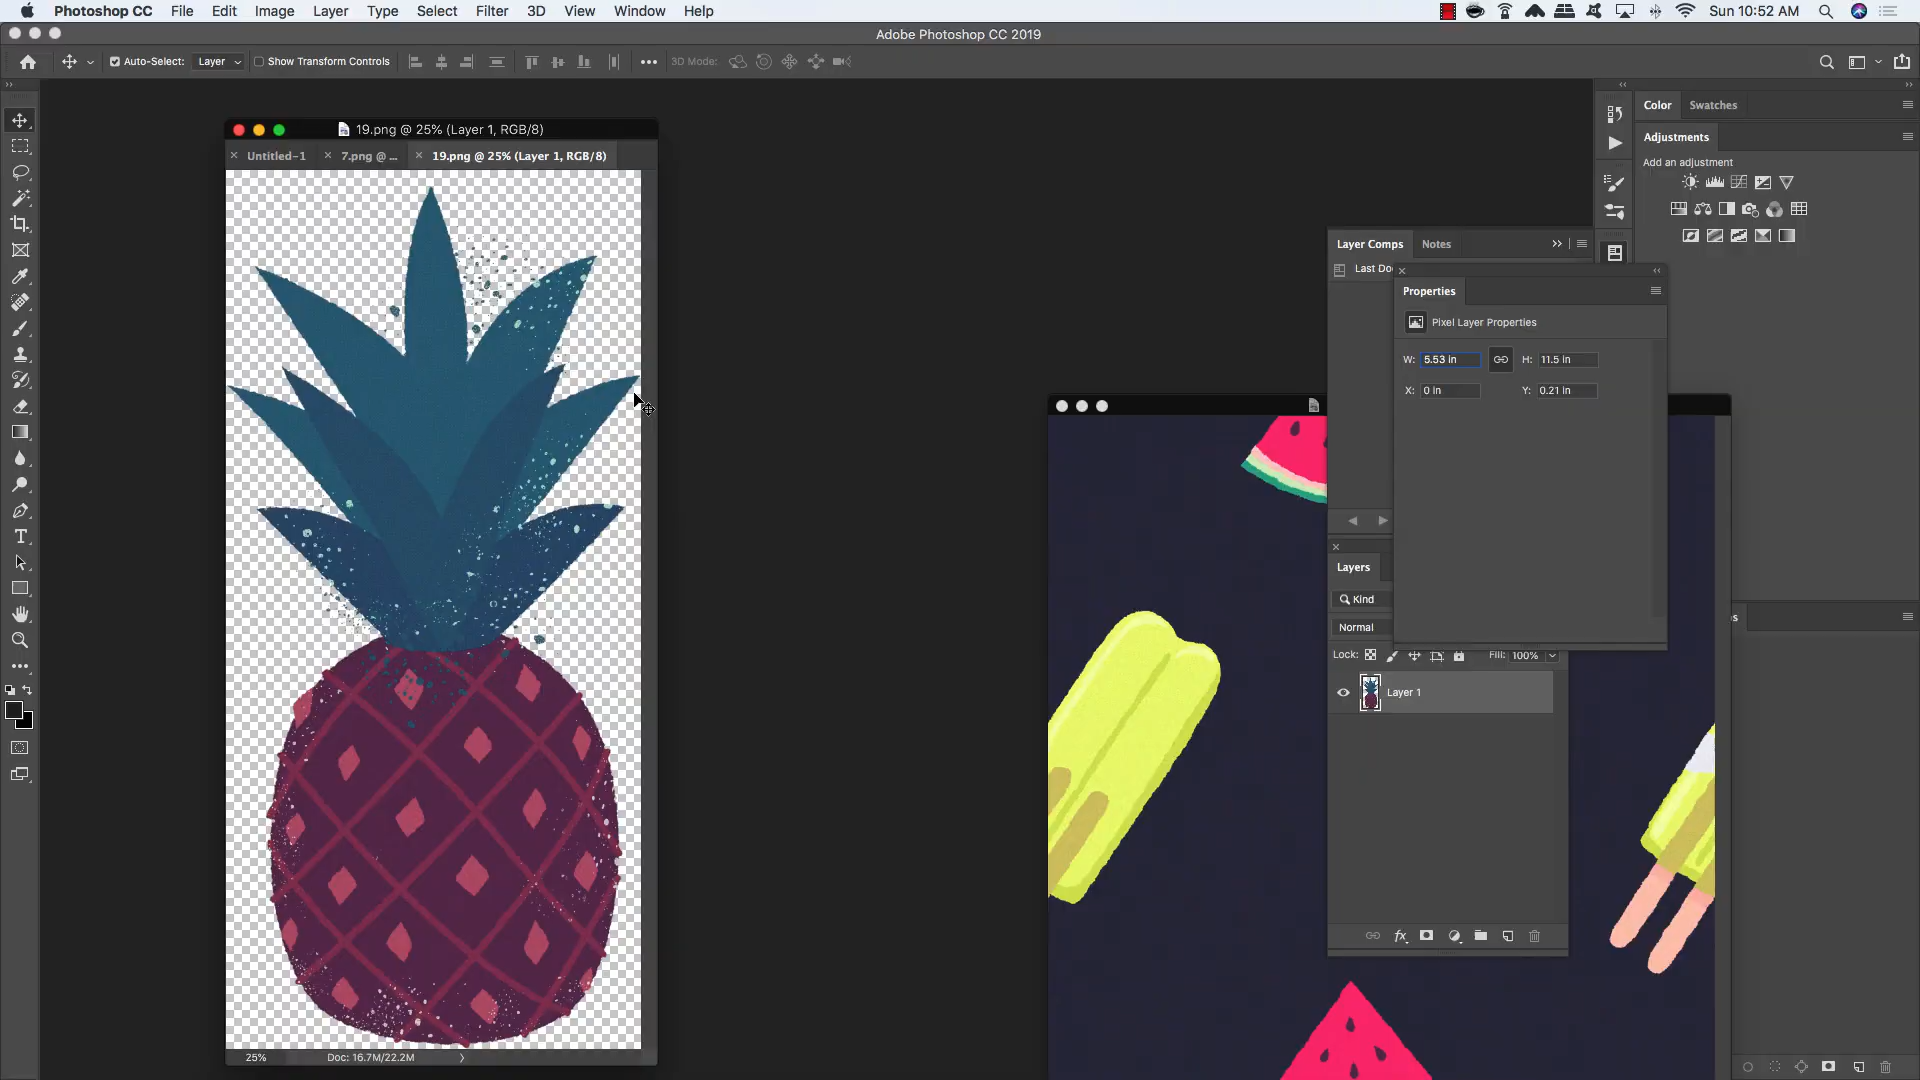 Photoshop CC File Edit Image Layer Type Select Filter 3D View Window Help Sun 10:52 AM
Adobe Photoshop CC 2019
Auto-Select: Layer Show Transform Controls 3D Mode:
Color Swatches
19.png @ 25% (Layer 1, RGB/8)
Adjustments
Untitled-1 7.png @ ... 19.png @ 25% (Layer 1, RGB/8)
Add an adjustment
Layer Comps Notes
Last Do
Properties
Pixel Layer Properties
W: 5.53 in H: 11.5 in
X: 0 in Y: 0.21 in
Layers
Kind
Normal
Lock: Fill: 100%
Layer 1
25% Doc: 16.7M/22.2M